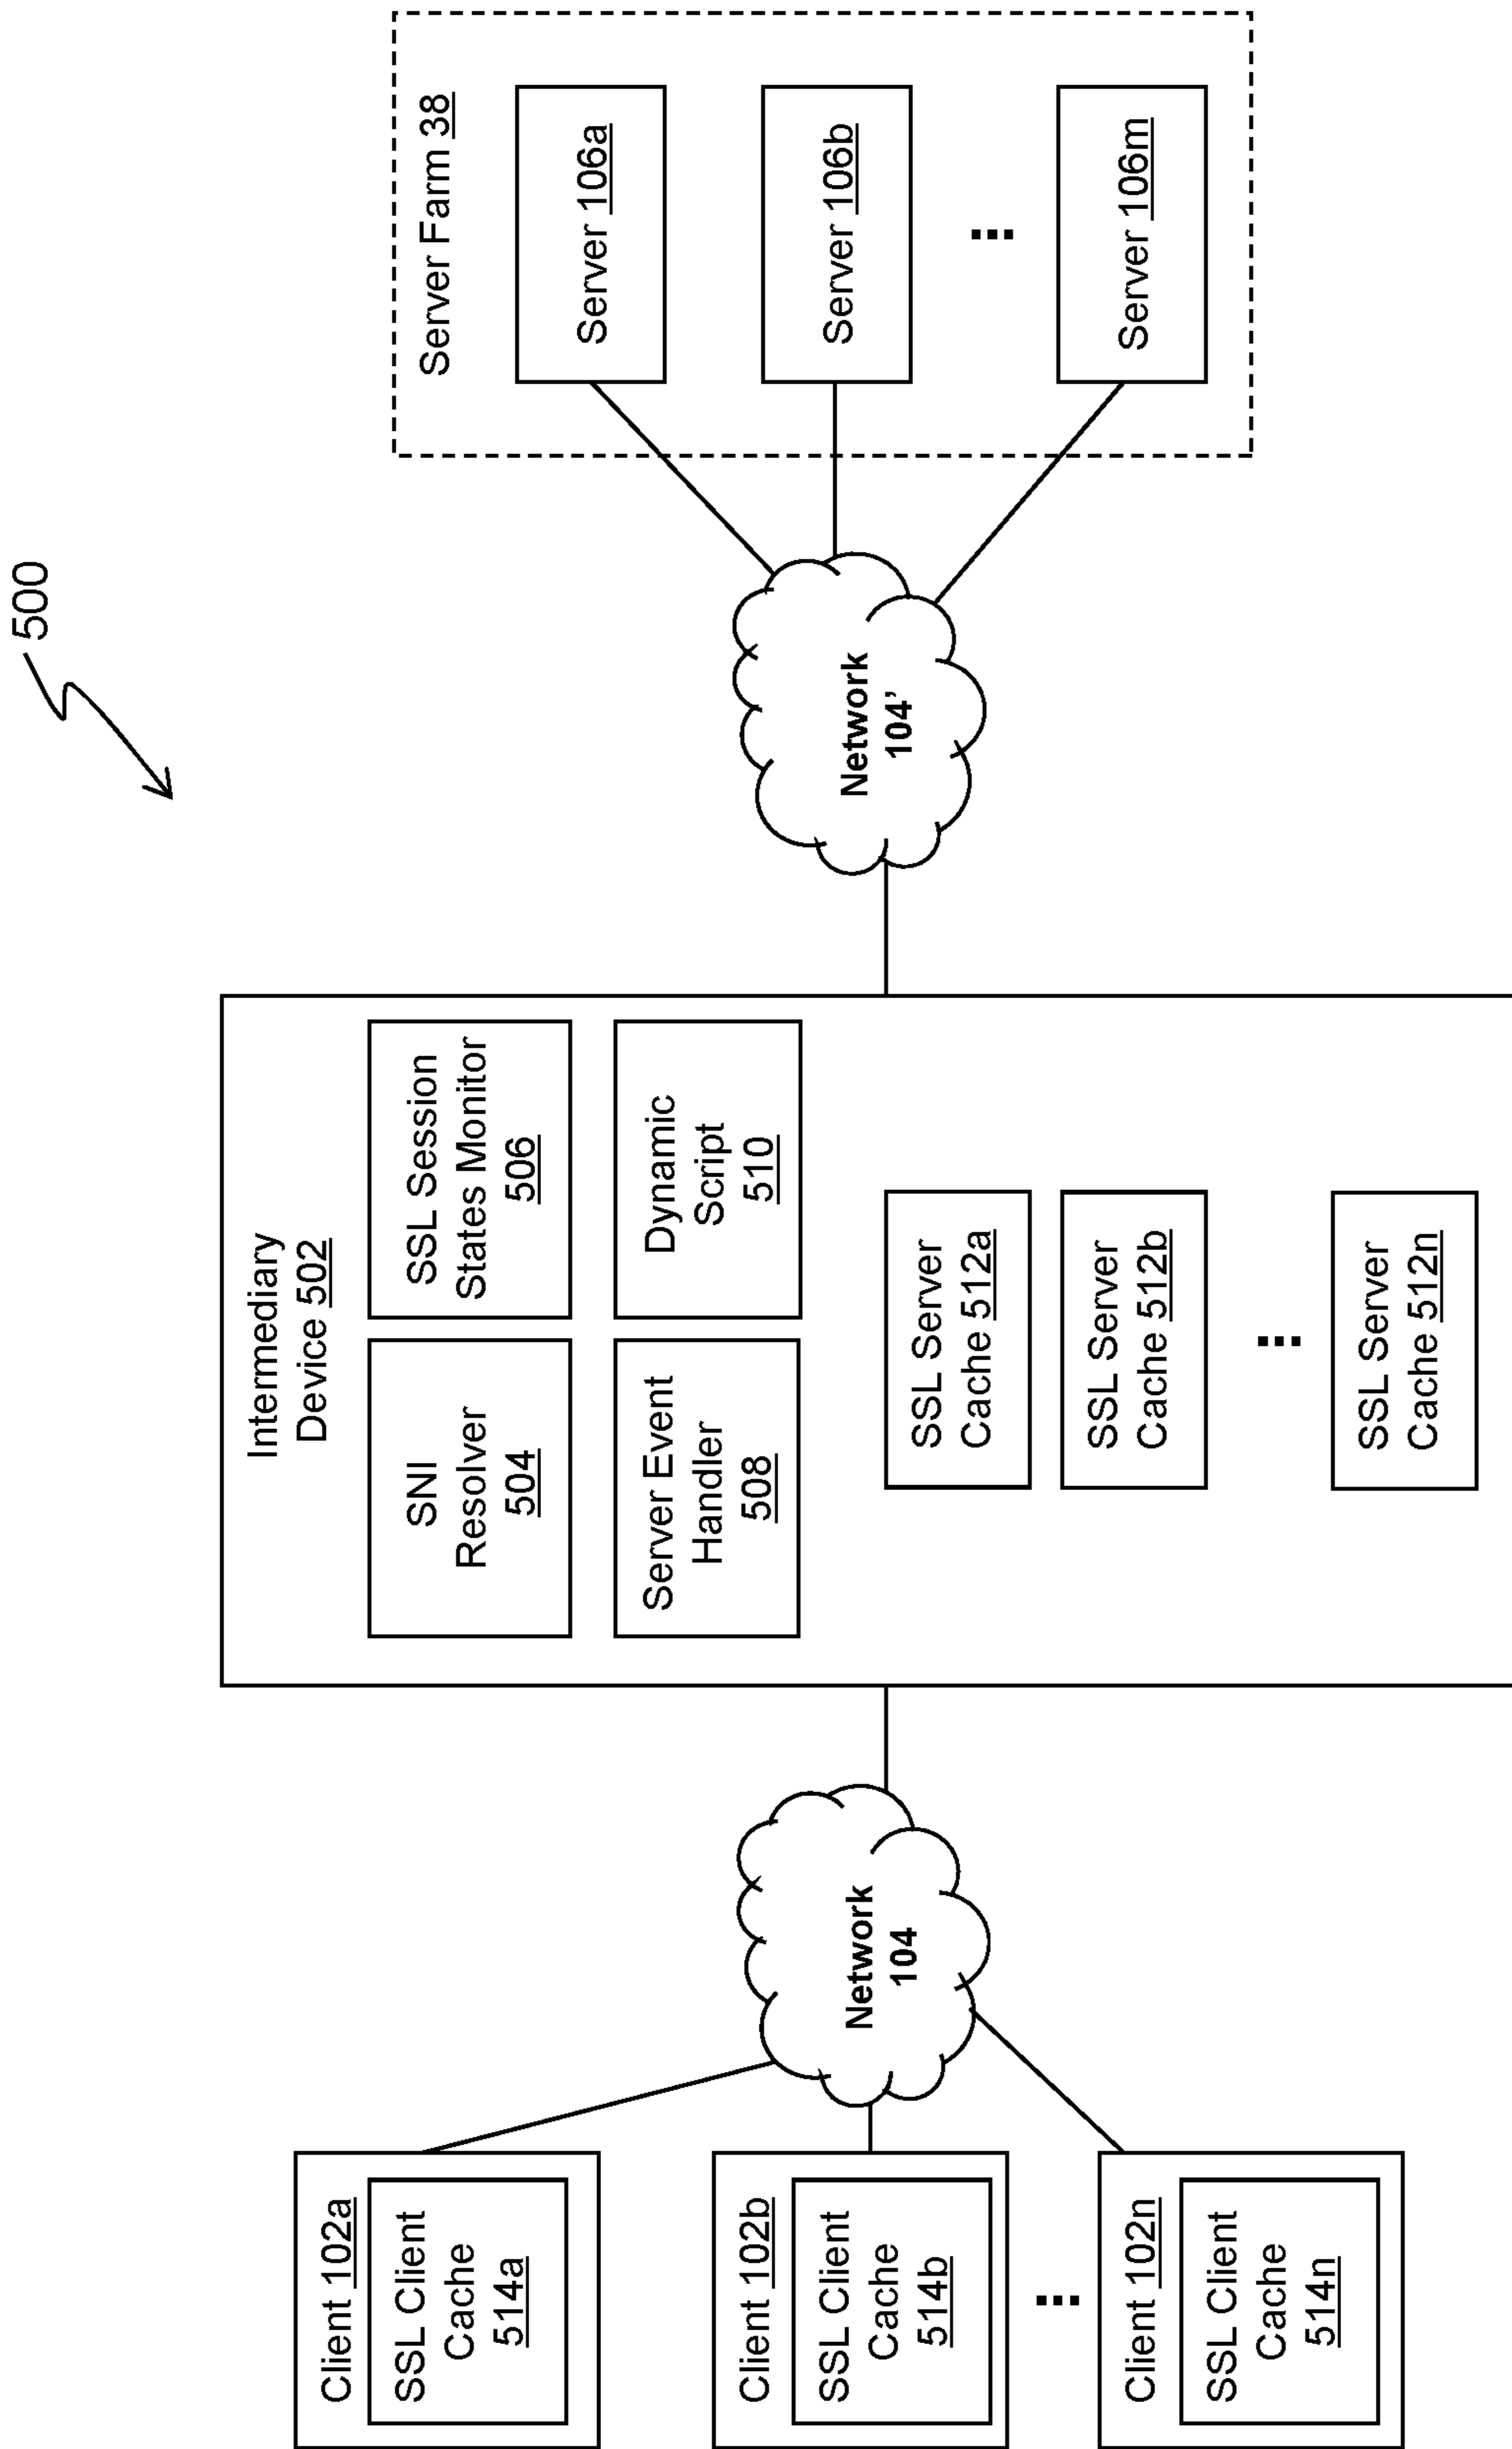 500
Client 102a
SSL Client
Cache
514a
Client 102b
SSL Client
Cache
514b
...
Client 102n
SSL Client
Cache
514n
Network
104
Intermediary
Device 502
SNI
Resolver
504
SSL Session
States Monitor
506
Server Event
Handler
508
Dynamic
Script
510
SSL Server
Cache 512a
SSL Server
Cache 512b
...
SSL Server
Cache 512n
Network
104’
Server Farm 38
Server 106a
Server 106b
...
Server 106m